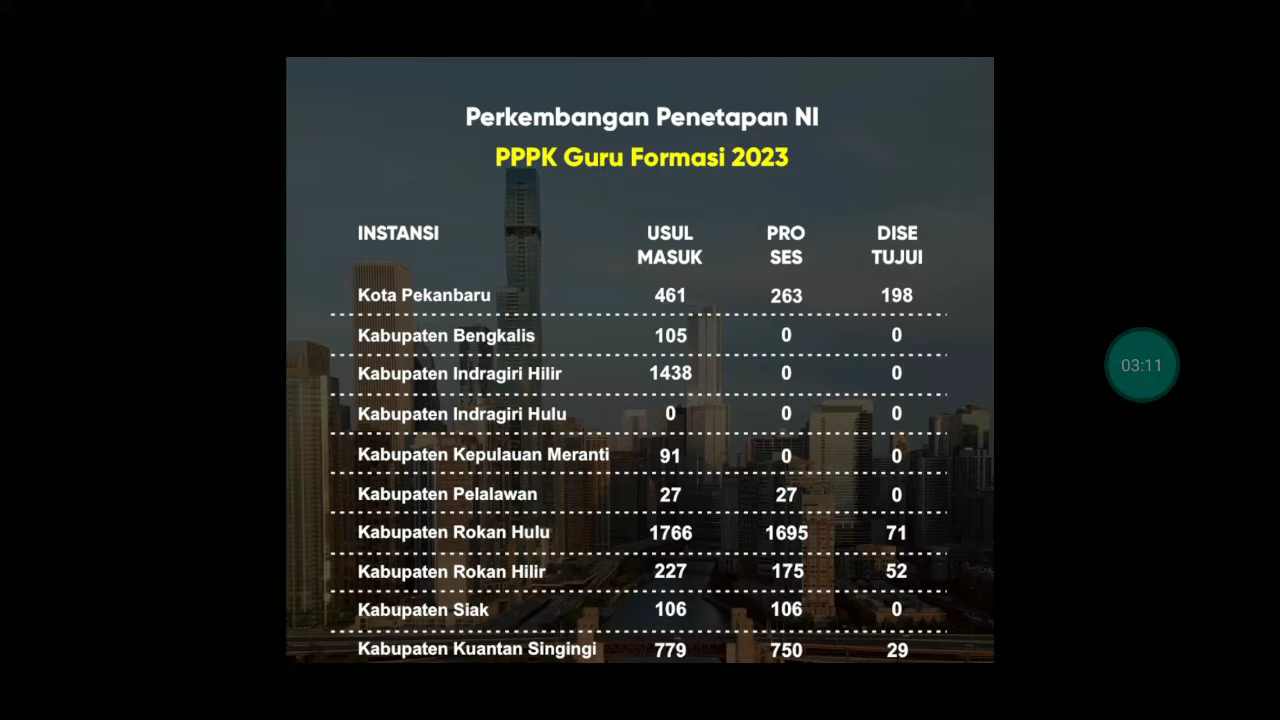 Perkembangan Penetapan NI
PPPK Guru Formasi 2023
INSTANSI USUL MASUK PRO SES DISE TUJUI
Kota Pekanbaru 461 263 198
Kabupaten Bengkalis 105 0 0
Kabupaten Indragiri Hilir 1438 0 0
Kabupaten Indragiri Hulu 0 0 0
Kabupaten Kepulauan Meranti 91 0 0
Kabupaten Pelalawan 27 27 0
Kabupaten Rokan Hulu 1766 1695 71
Kabupaten Rokan Hilir 227 175 52
Kabupaten Siak 106 106 0
Kabupaten Kuantan Singingi 779 750 29
03:11